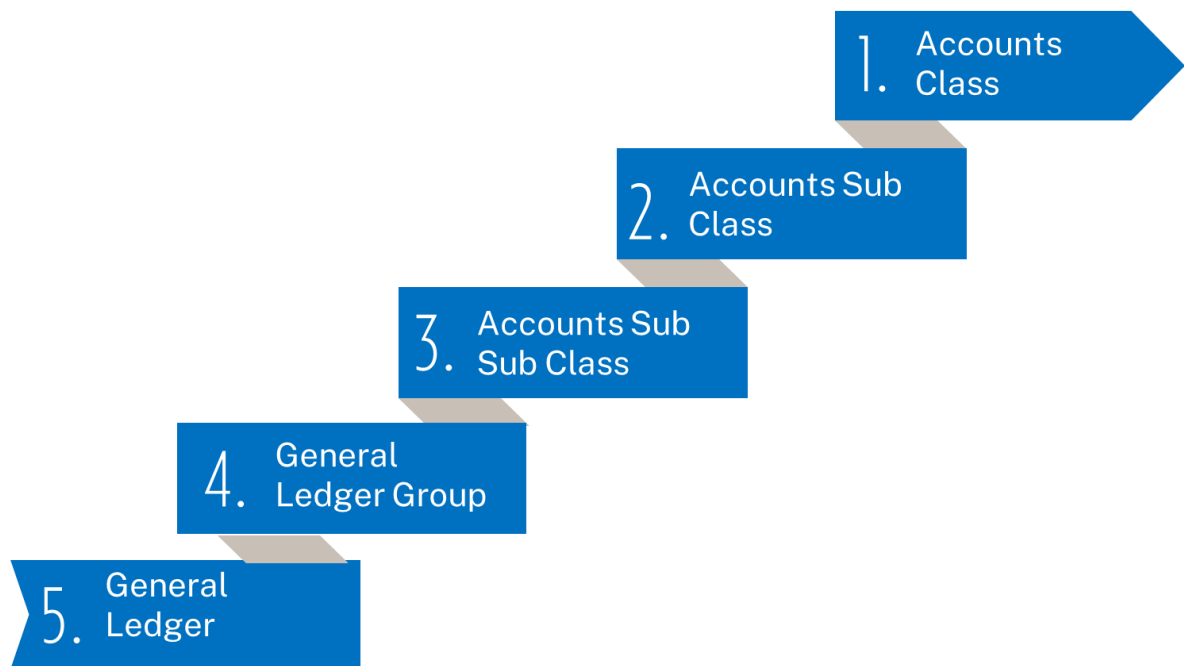 1. Accounts
Class
2. Accounts Sub
Class
3. Accounts Sub
Sub Class
4. General
Ledger Group
5. General
Ledger